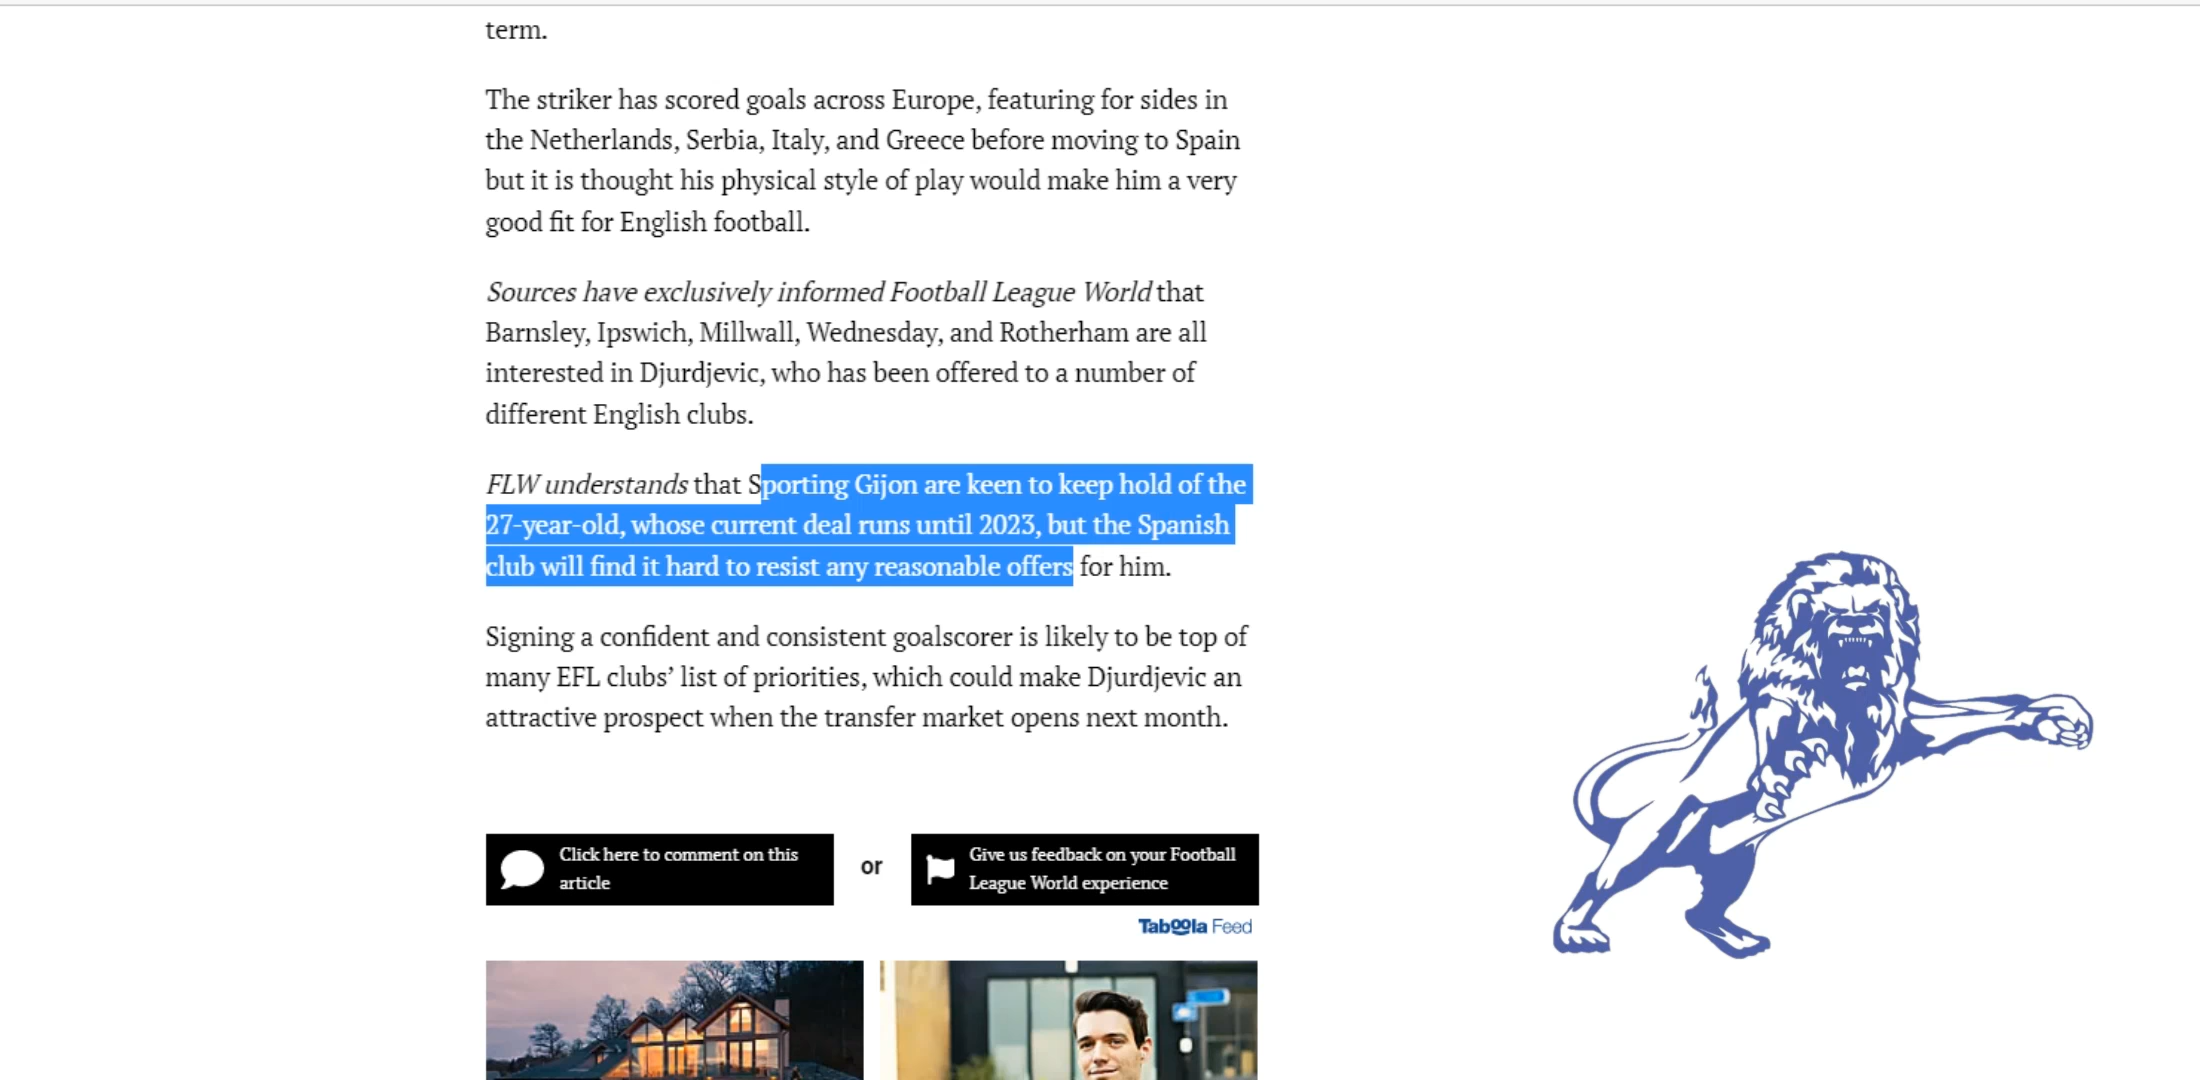 term.
The striker has scored goals across Europe, featuring for sides in
the Netherlands, Serbia, Italy, and Greece before moving to Spain
but it is thought his physical style of play would make him a very
good fit for English football.
Sources have exclusively informed Football League World that
Barnsley, Ipswich, Millwall, Wednesday, and Rotherham are all
interested in Djurdjevic, who has been offered to a number of
different English clubs.
FLW understands that Sporting Gijon are keen to keep hold of the
27-year-old, whose current deal runs until 2023, but the Spanish
club will find it hard to resist any reasonable offers for him.
Signing a confident and consistent goalscorer is likely to be top of
many EFL clubs’ list of priorities, which could make Djurdjevic an
attractive prospect when the transfer market opens next month.
Click here to comment on this
article
or
Give us feedback on your Football
League World experience
Taboola Feed